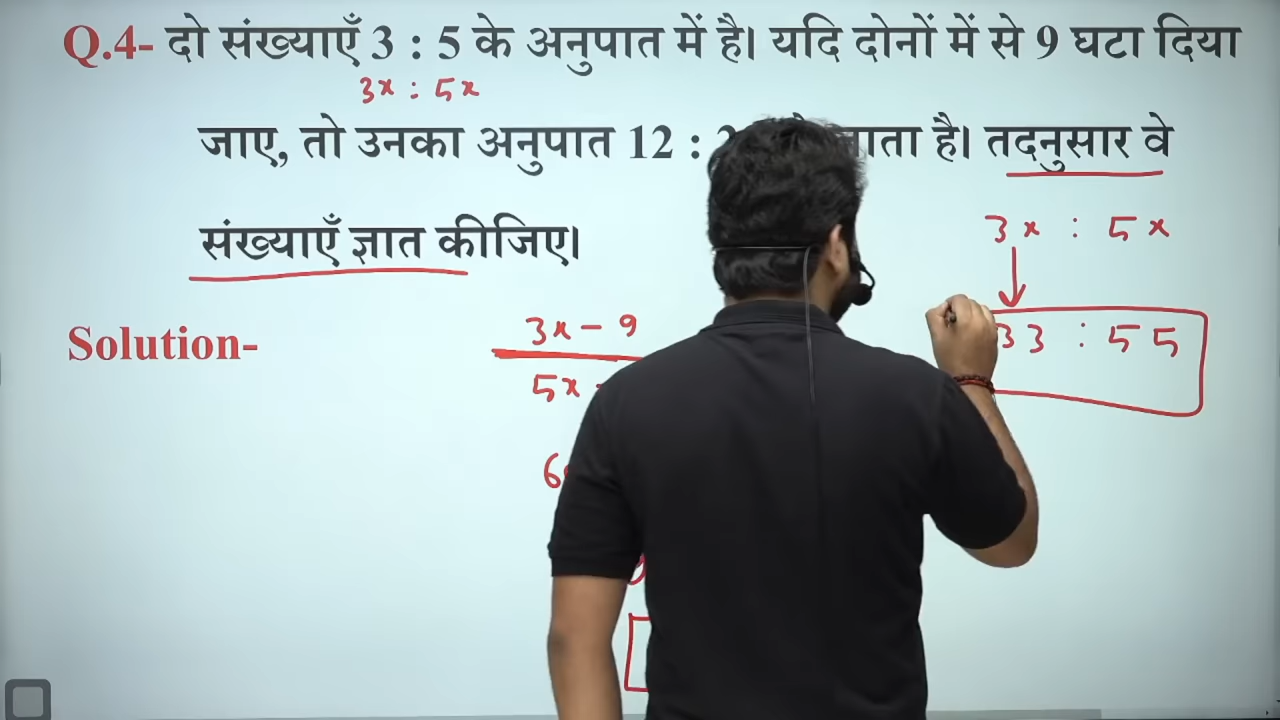 Q.4- दो संख्याएँ 3 : 5 के अनुपात में है। यदि दोनों में से 9 घटा दिया
3x : 5x
जाए, तो उनका अनुपात 12 : जाता है। तदनुसार वे
संख्याएँ ज्ञात कीजिए।
3x : 5x
Solution-
3x - 9
5x
33 : 55